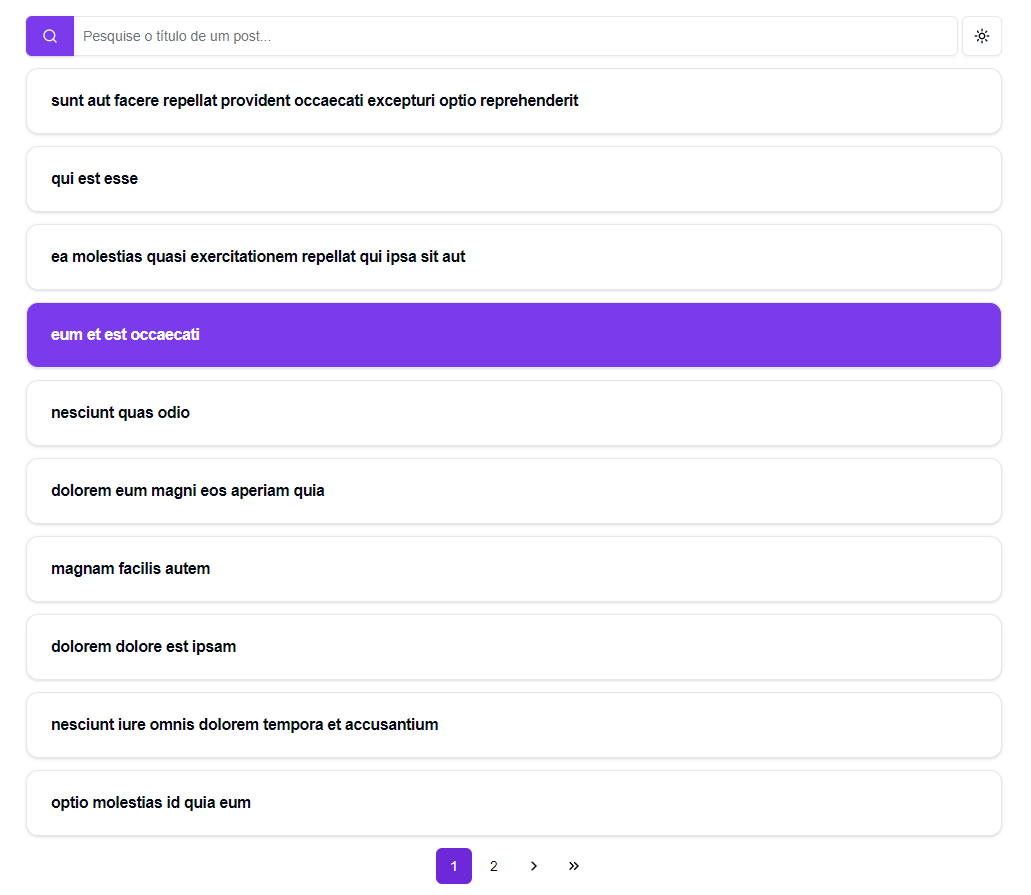 Pesquise o título de um post...
sunt aut facere repellat provident occaecati excepturi optio reprehenderit
qui est esse
ea molestias quasi exercitationem repellat qui ipsa sit aut
eum et est occaecati
nesciunt quas odio
dolorem eum magni eos aperiam quia
magnam facilis autem
dolorem dolore est ipsam
nesciunt iure omnis dolorem tempora et accusantium
optio molestias id quia eum
1 2